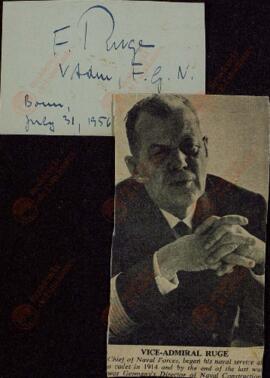 F. Ruge
VAdm, F.G.N.
Bonn,
July 31, 1956
VICE-ADMIRAL RUGE
Chief of Naval Forces, began his naval service as
a cadet in 1914 and by the end of the last war
was Germany's Director of Naval Construction